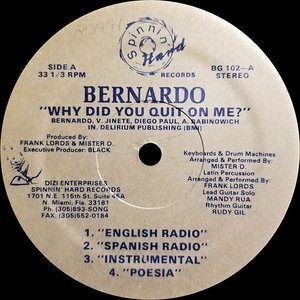 Spinnin' Hard
RECORDS
SIDE A
33 1/3 RPM
BG 102-A
STEREO
BERNARDO
"WHY DID YOU QUIT ON ME?"
BERNARDO, V. JINETE, DIEGO PAUL, A. RABINOWICH
IN. DELIRIUM PUBLISHING (BMI)
Produced By:
FRANK LORDS & MISTER D.
Executive Producer: BLACK
Keyboards & Drum Machines
Arranged & Performed By
MISTER D.
Latin Percussion
Arranged & Performed By
FRANK LORDS
Lead Guitar Solo
MANDY RUA
Rhythm Guitar
RUDY GIL
DIZI ENTERPRISES
SPINNIN' HARD RECORDS
1701 N.E. 115th St. Suite 45A
N. Miami, Fla. 33181
Ph: (305)893-SONG
FAX: (305)552-0184
1. "ENGLISH RADIO"
2. "SPANISH RADIO"
3. "INSTRUMENTAL"
4. "POESIA"